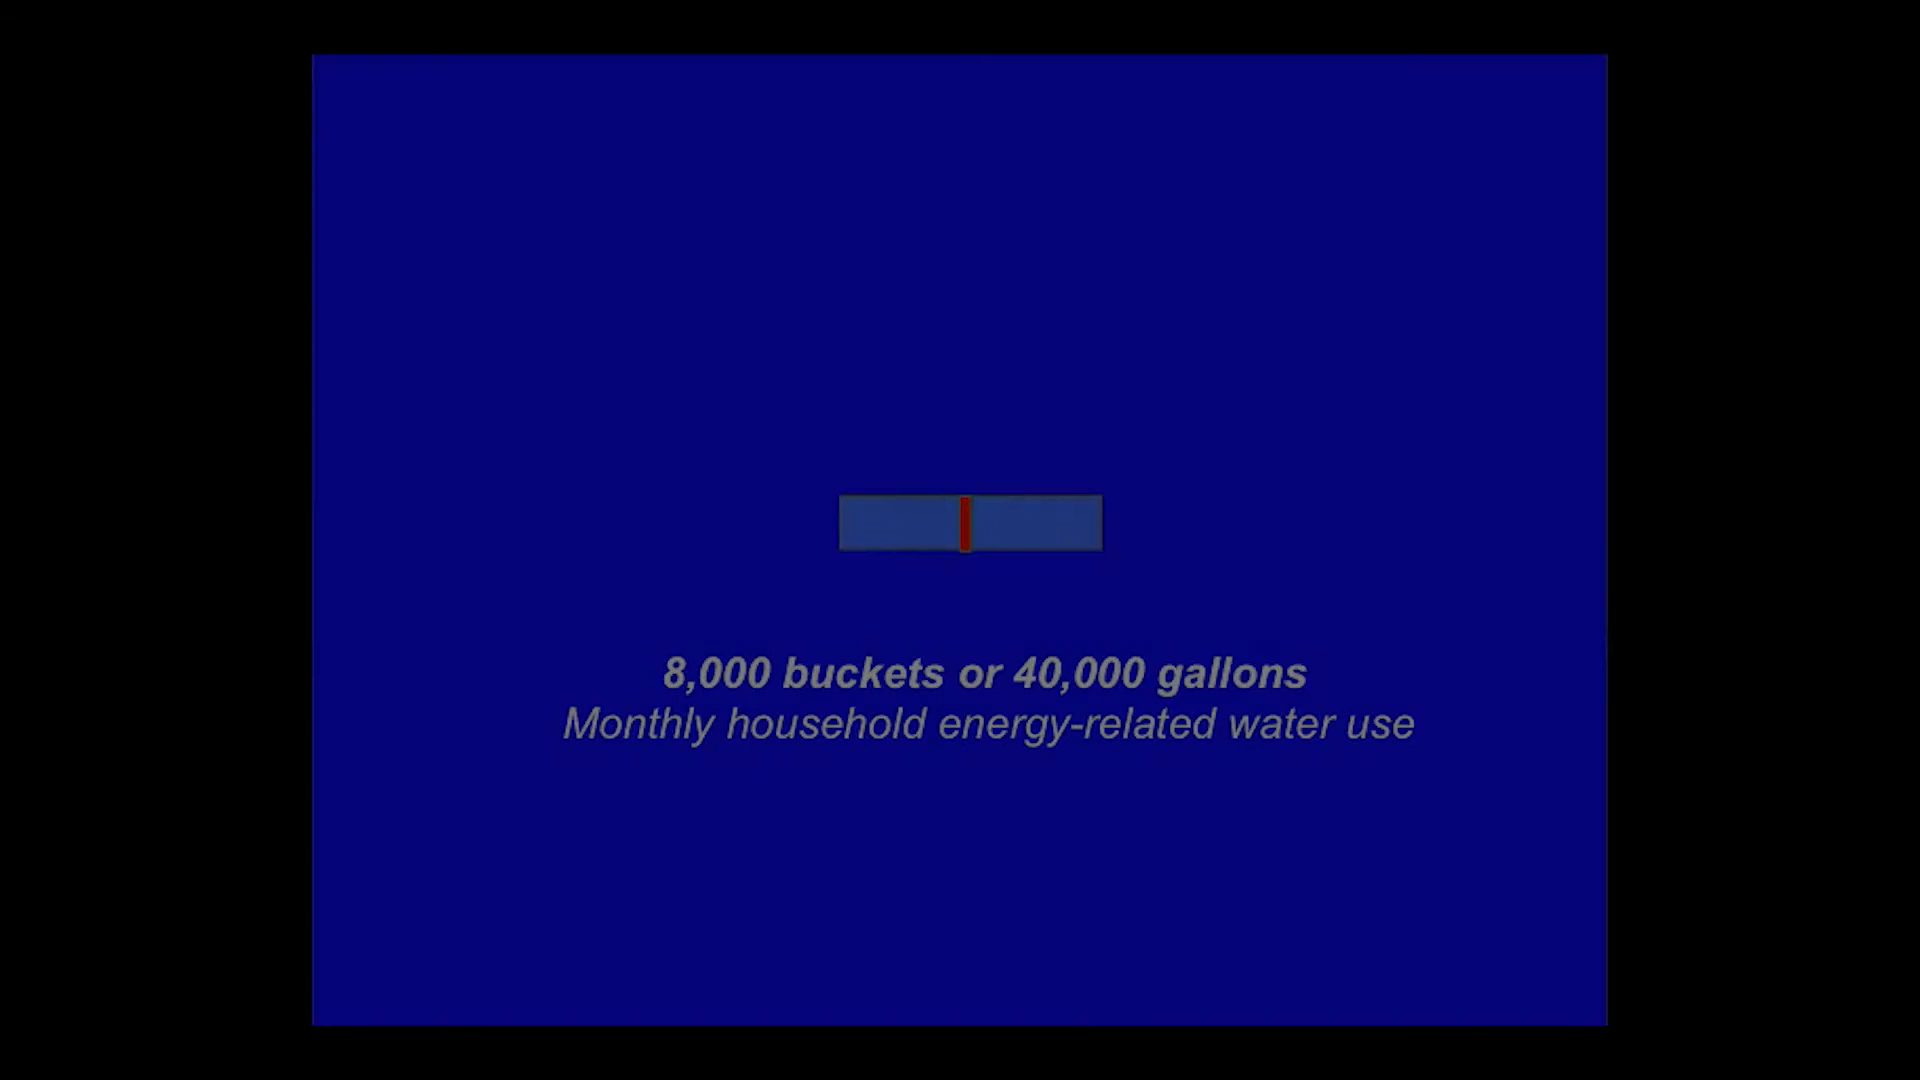 8,000 buckets or 40,000 gallons
Monthly household energy-related water use